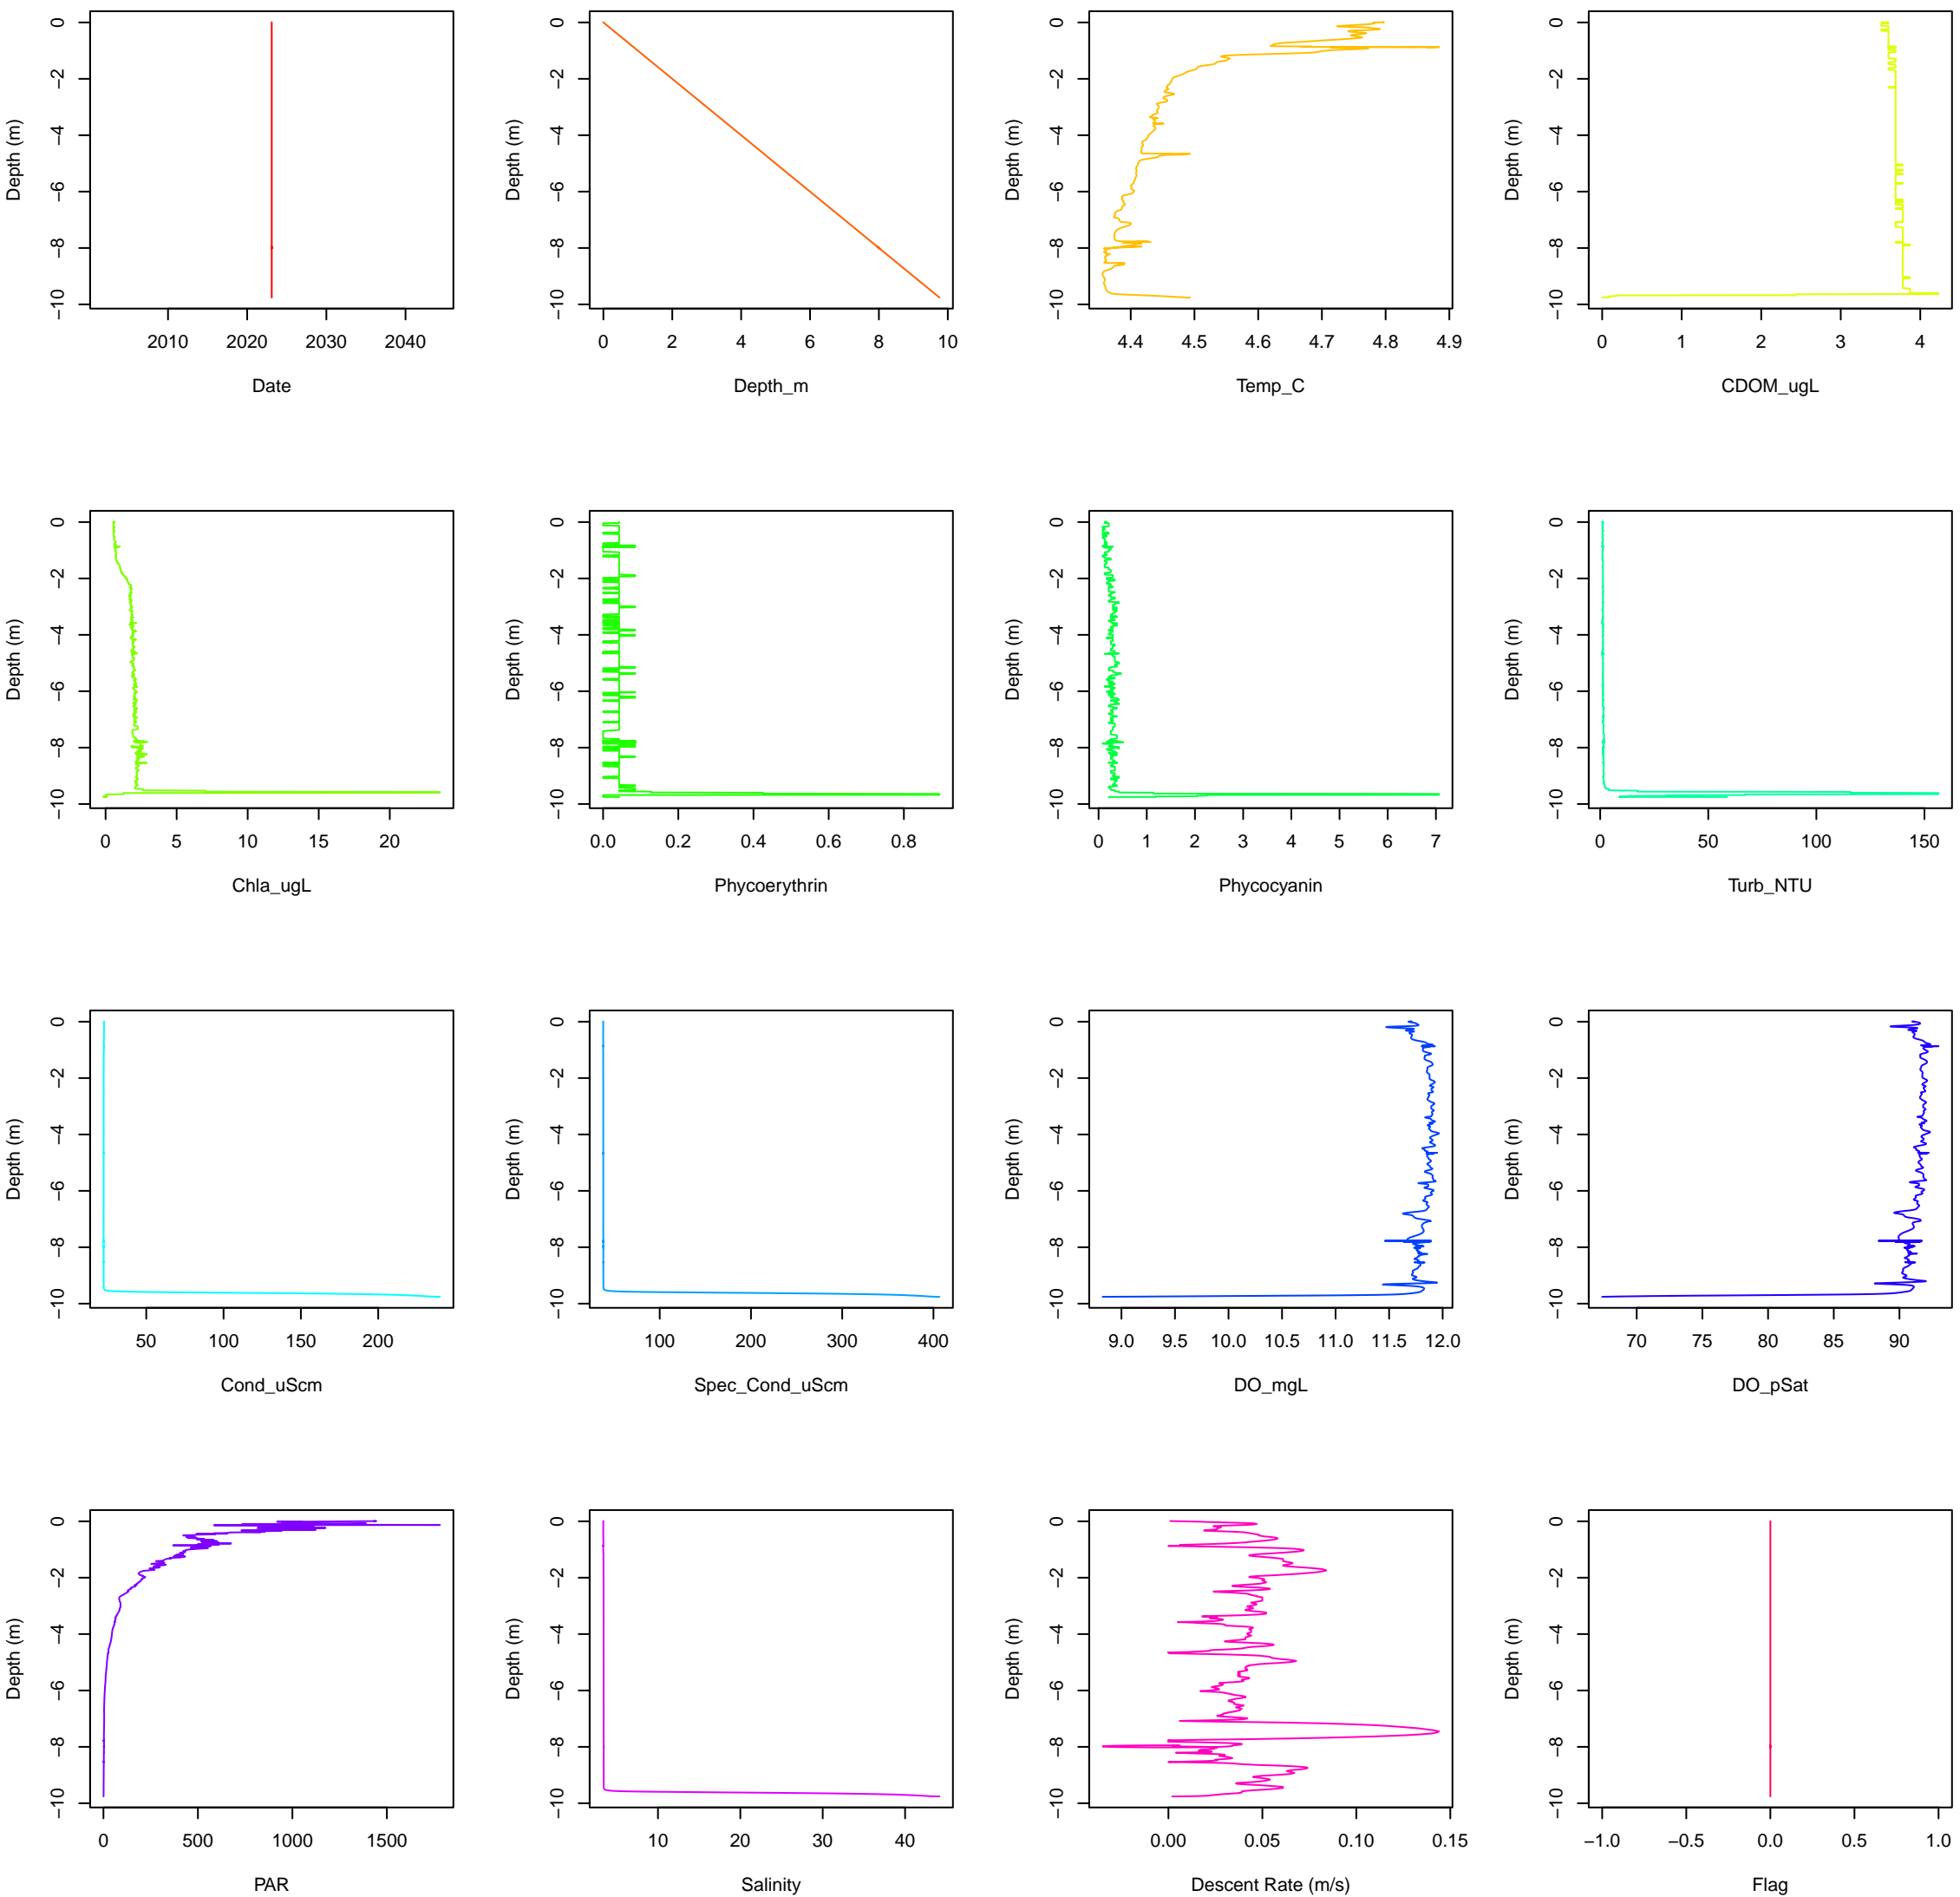 Depth (m)
−10 −8 −6 −4 −2 0
2010 2020 2030 2040
Date
Depth (m)
−10 −8 −6 −4 −2 0
0 2 4 6 8 10
Depth_m
Depth (m)
−10 −8 −6 −4 −2 0
4.4 4.5 4.6 4.7 4.8 4.9
Temp_C
Depth (m)
−10 −8 −6 −4 −2 0
0 1 2 3 4
CDOM_ugL
Depth (m)
−10 −8 −6 −4 −2 0
0 5 10 15 20
Chla_ugL
Depth (m)
−10 −8 −6 −4 −2 0
0.0 0.2 0.4 0.6 0.8
Phycoerythrin
Depth (m)
−10 −8 −6 −4 −2 0
0 1 2 3 4 5 6 7
Phycocyanin
Depth (m)
−10 −8 −6 −4 −2 0
0 50 100 150
Turb_NTU
Depth (m)
−10 −8 −6 −4 −2 0
50 100 150 200
Cond_uScm
Depth (m)
−10 −8 −6 −4 −2 0
100 200 300 400
Spec_Cond_uScm
Depth (m)
−10 −8 −6 −4 −2 0
9.0 9.5 10.0 10.5 11.0 11.5 12.0
DO_mgL
Depth (m)
−10 −8 −6 −4 −2 0
70 75 80 85 90
DO_pSat
Depth (m)
−10 −8 −6 −4 −2 0
0 500 1000 1500
PAR
Depth (m)
−10 −8 −6 −4 −2 0
10 20 30 40
Salinity
Depth (m)
−10 −8 −6 −4 −2 0
0.00 0.05 0.10 0.15
Descent Rate (m/s)
Depth (m)
−10 −8 −6 −4 −2 0
−1.0 −0.5 0.0 0.5 1.0
Flag